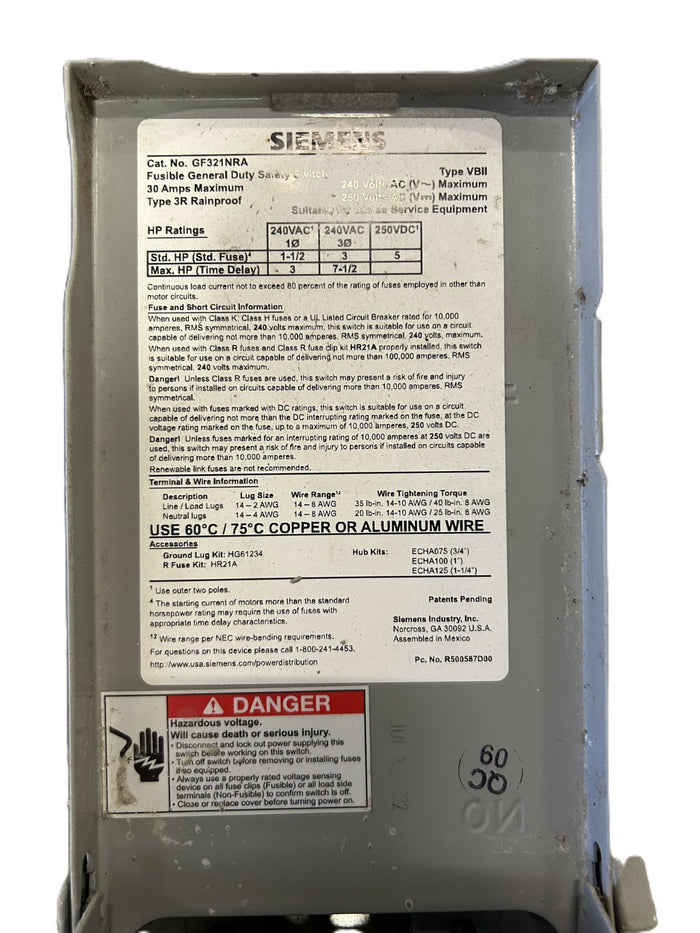 SIEMENS
Cat. No. GF321NRA
Fusible General Duty Safety Switch Type VBII
30 Amps Maximum 240 Volts AC (V~) Maximum
Type 3R Rainproof 250 Volts DC (V⎓) Maximum
Suitable for use as Service Equipment
HP Ratings 240VAC¹ 240VAC 250VDC¹
1Ø 3Ø
Std. HP (Std. Fuse)⁴ 1-1/2 3 5
Max. HP (Time Delay) 3 7-1/2
Continuous load current not to exceed 80 percent of the rating of fuses employed in other than
motor circuits.
Fuse and Short Circuit Information
When used with Class K, Class H fuses or a UL Listed Circuit Breaker rated for 10,000
amperes, RMS symmetrical, 240 volts maximum, this switch is suitable for use on a circuit
capable of delivering not more than 10,000 amperes, RMS symmetrical, 240 volts, maximum.
When used with Class R fuses and Class R fuse clip kit HR21A properly installed, this switch
is suitable for use on a circuit capable of delivering not more than 100,000 amperes, RMS
symmetrical, 240 volts maximum.
Danger! Unless Class R fuses are used, this switch may present a risk of fire and injury
to persons if installed on circuits capable of delivering more than 10,000 amperes, RMS
symmetrical.
When used with fuses marked with DC ratings, this switch is suitable for use on a circuit
capable of delivering not more than the DC interrupting rating marked on the fuse, at the DC
voltage rating marked on the fuse, up to a maximum of 10,000 amperes, 250 volts DC.
Danger! Unless fuses marked for an interrupting rating of 10,000 amperes at 250 volts DC are
used, this switch may present a risk of fire and injury to persons if installed on circuits capable
of delivering more than 10,000 amperes.
Renewable link fuses are not recommended.
Terminal & Wire Information
Description Lug Size Wire Range¹² Wire Tightening Torque
Line / Load Lugs 14 – 2 AWG 14 – 8 AWG 35 lb-in. 14-10 AWG / 40 lb-in. 8 AWG
Neutral lugs 14 – 4 AWG 14 – 8 AWG 20 lb-in. 14-10 AWG / 25 lb-in. 8 AWG
USE 60°C / 75°C COPPER OR ALUMINUM WIRE
Accessories
Ground Lug Kit: HG61234 Hub Kits: ECHA075 (3/4")
R Fuse Kit: HR21A ECHA100 (1")
ECHA125 (1-1/4")
¹ Use outer two poles.
⁴ The starting current of motors more than the standard Patents Pending
horsepower rating may require the use of fuses with
appropriate time delay characteristics. Siemens Industry, Inc.
Norcross, GA 30092 U.S.A.
¹² Wire range per NEC wire-bending requirements. Assembled in Mexico
For questions on this device please call 1-800-241-4453.
http://www.usa.siemens.com/powerdistribution Pc. No. R500587D00
DANGER
Hazardous voltage.
Will cause death or serious injury.
• Disconnect and lock out power supplying this
switch before working on this switch.
• Turn off switch before removing or installing fuses
if so equipped.
• Always use a properly rated voltage sensing
device on all fuse clips (Fusible) or all load side
terminals (Non-Fusible) to confirm switch is off.
• Close or replace cover before turning power on.
QC
09
NO